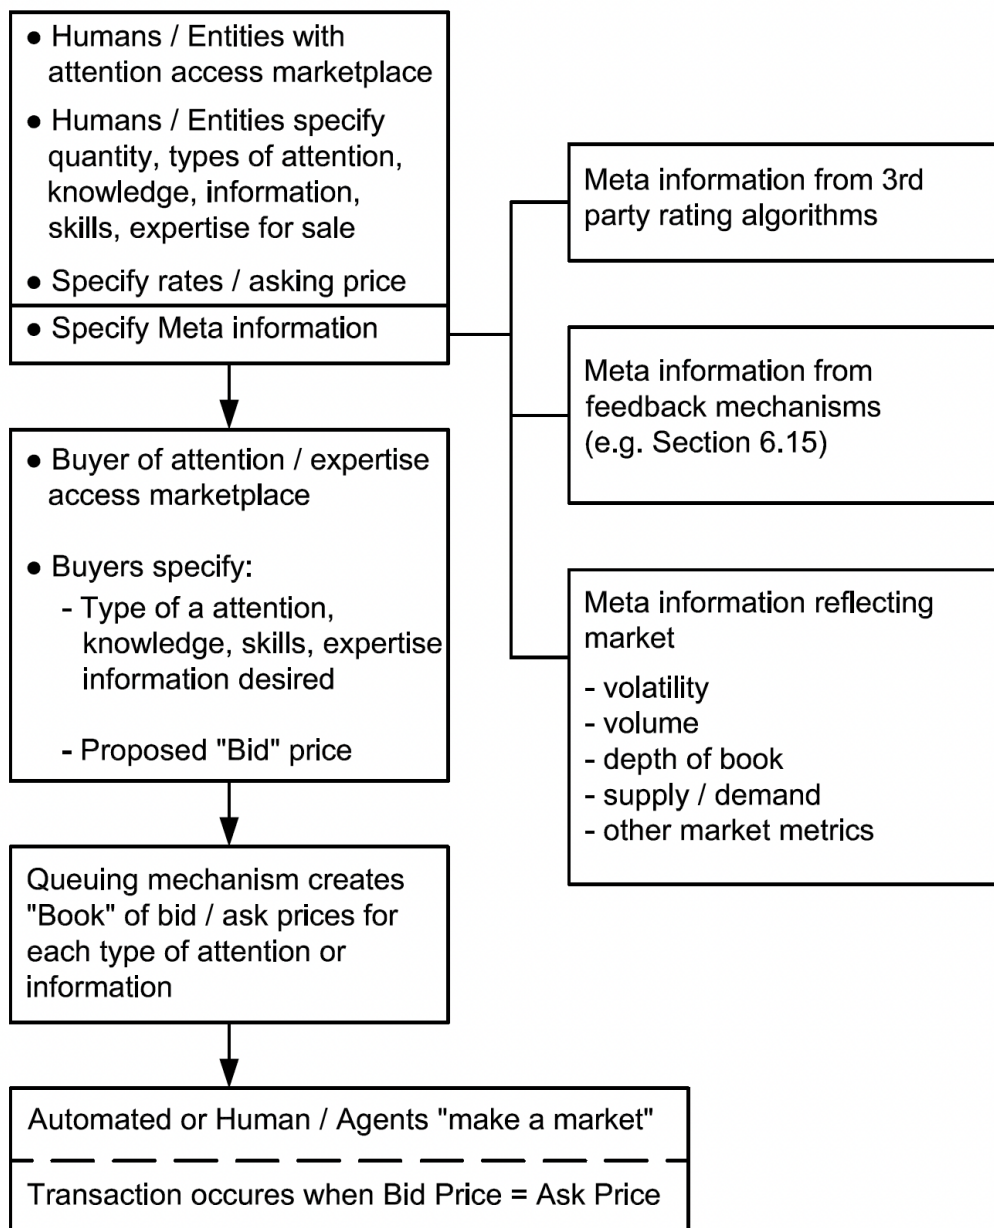 ● Humans / Entities with
attention access marketplace
● Humans / Entities specify
quantity, types of attention,
knowledge, information,
skills, expertise for sale
● Specify rates / asking price
● Specify Meta information
Meta information from 3rd
party rating algorithms
Meta information from
feedback mechanisms
(e.g. Section 6.15)
Meta information reflecting
market
- volatility
- volume
- depth of book
- supply / demand
- other market metrics
● Buyer of attention / expertise
access marketplace
● Buyers specify:
- Type of a attention,
knowledge, skills, expertise
information desired
- Proposed "Bid" price
Queuing mechanism creates
"Book" of bid / ask prices for
each type of attention or
information
Automated or Human / Agents "make a market"
Transaction occures when Bid Price = Ask Price